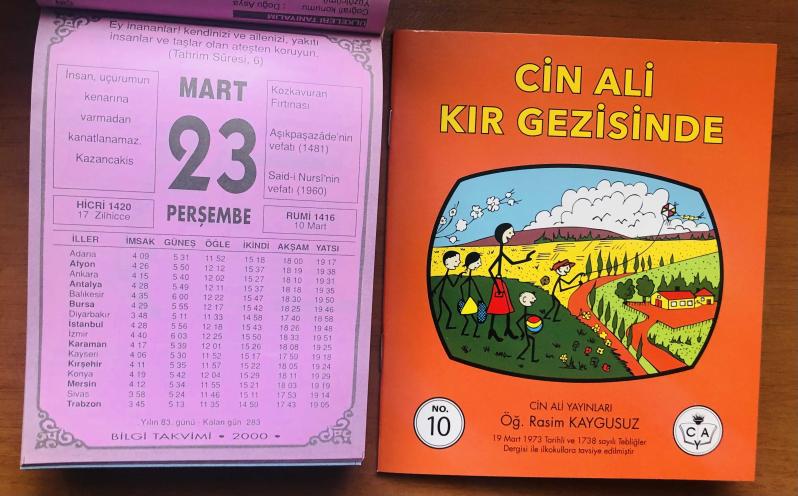 ÜLKELERİ TANIYALIM
Coğrafi konumu : Doğu Asya
Ey inananlar! kendinizi ve ailenizi, yakıtı
insanlar ve taşlar olan ateşten koruyun.
(Tahrim Sûresi, 6)
İnsan, uçurumun
kenarına
varmadan
kanatlanamaz.
Kazancakis
MART
23
PERŞEMBE
Kozkavuran
Fırtınası
Aşıkpaşazâde'nin
vefatı (1481)
Said-i Nursî'nin
vefatı (1960)
HİCRİ 1420
17 Zilhicce
RUMİ 1416
10 Mart
İLLER İMSAK GÜNEŞ ÖĞLE İKİNDİ AKŞAM YATSI
Adana 4 09 5 31 11 52 15 18 18 00 19 17
Afyon 4 26 5 50 12 12 15 37 18 19 19 38
Ankara 4 15 5 40 12 02 15 27 18 10 19 31
Antalya 4 28 5 49 12 11 15 37 18 18 19 35
Balıkesir 4 35 6 00 12 22 15 47 18 30 19 50
Bursa 4 29 5 55 12 17 15 42 18 25 19 46
Diyarbakır 3 48 5 11 11 33 14 58 17 40 18 58
İstanbul 4 28 5 56 12 18 15 43 18 26 19 48
İzmir 4 40 6 03 12 25 15 50 18 33 19 51
Karaman 4 17 5 39 12 01 15 26 18 08 19 25
Kayseri 4 06 5 30 11 52 15 17 17 59 19 18
Kırşehir 4 11 5 35 11 57 15 22 18 05 19 24
Konya 4 19 5 42 12 04 15 29 18 11 19 29
Mersin 4 12 5 34 11 55 15 21 18 03 19 19
Sivas 3 58 5 24 11 46 15 11 17 53 19 14
Trabzon 3 45 5 13 11 35 14 59 17 43 19 05
Yılın 83. günü - Kalan gün 283
BİLGİ TAKVİMİ • 2000 •
CİN ALİ
KIR GEZİSİNDE
NO.
10
CİN ALİ YAYINLARI
Öğ. Rasim KAYGUSUZ
19 Mart 1973 Tarihli ve 1738 sayılı Tebliğler
Dergisi ile ilkokullara tavsiye edilmiştir
C A